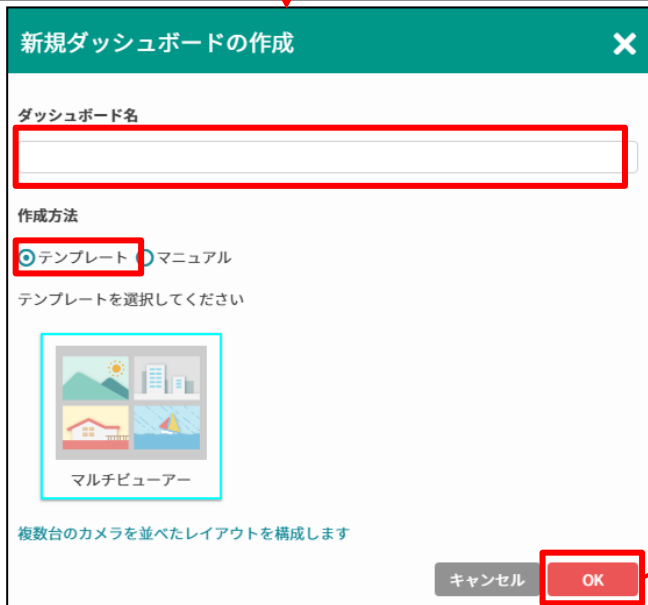 新規ダッシュボードの作成
ダッシュボード名
作成方法
テンプレート マニュアル
テンプレートを選択してください
マルチビューアー
複数台のカメラを並べたレイアウトを構成します
キャンセル OK